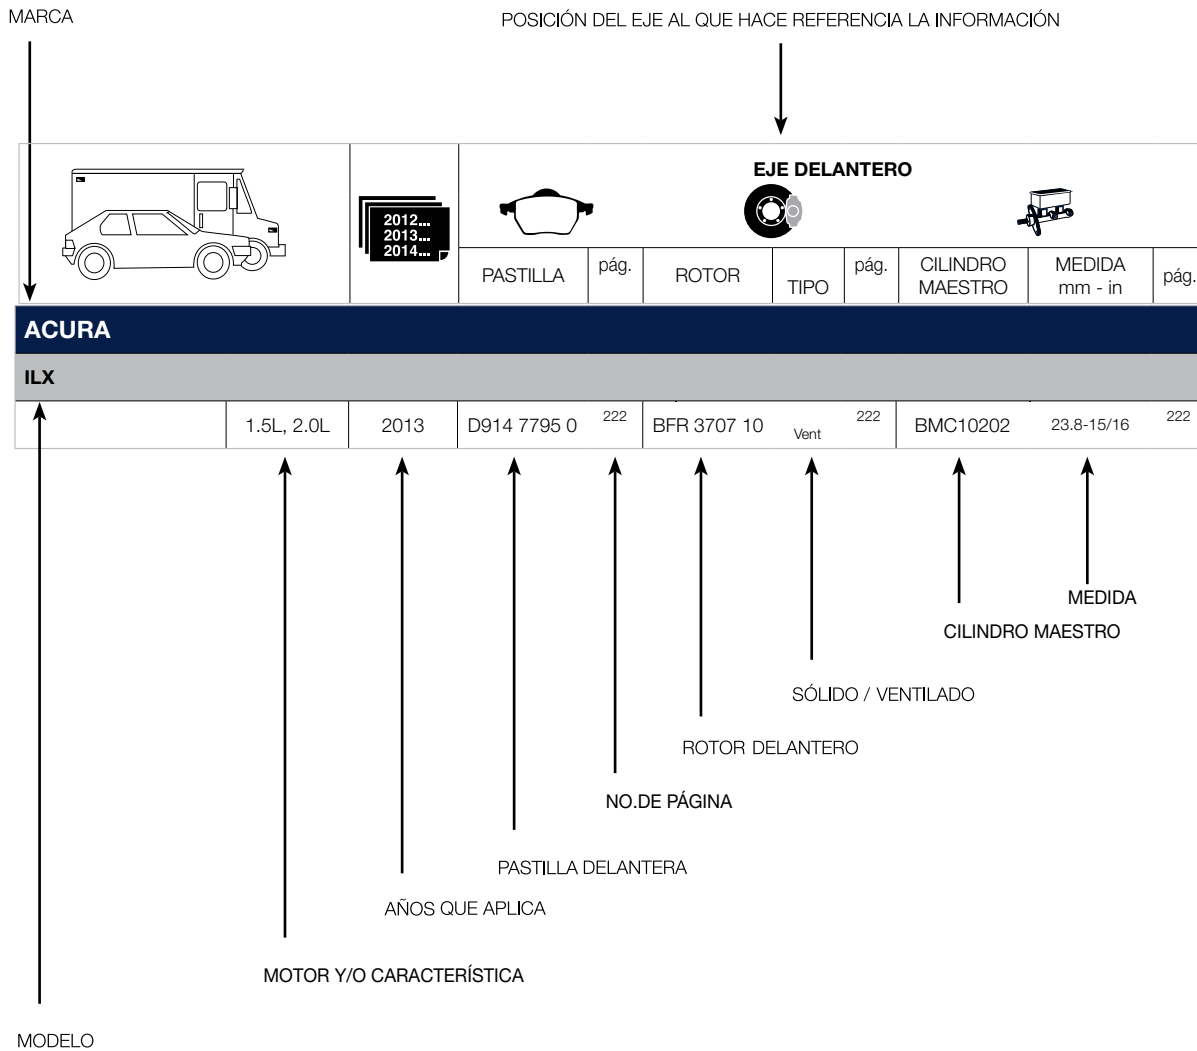 MARCA
POSICIÓN DEL EJE AL QUE HACE REFERENCIA LA INFORMACIÓN
EJE DELANTERO
2012...
2013...
2014...
PASTILLA
pág.
ROTOR
TIPO
pág.
CILINDRO
MAESTRO
MEDIDA
mm - in
pág.
ACURA
ILX
1.5L, 2.0L
2013
D914 7795 0
222
BFR 3707 10
Vent
222
BMC10202
23.8-15/16
222
MEDIDA
CILINDRO MAESTRO
SÓLIDO / VENTILADO
ROTOR DELANTERO
NO.DE PÁGINA
PASTILLA DELANTERA
AÑOS QUE APLICA
MOTOR Y/O CARACTERÍSTICA
MODELO